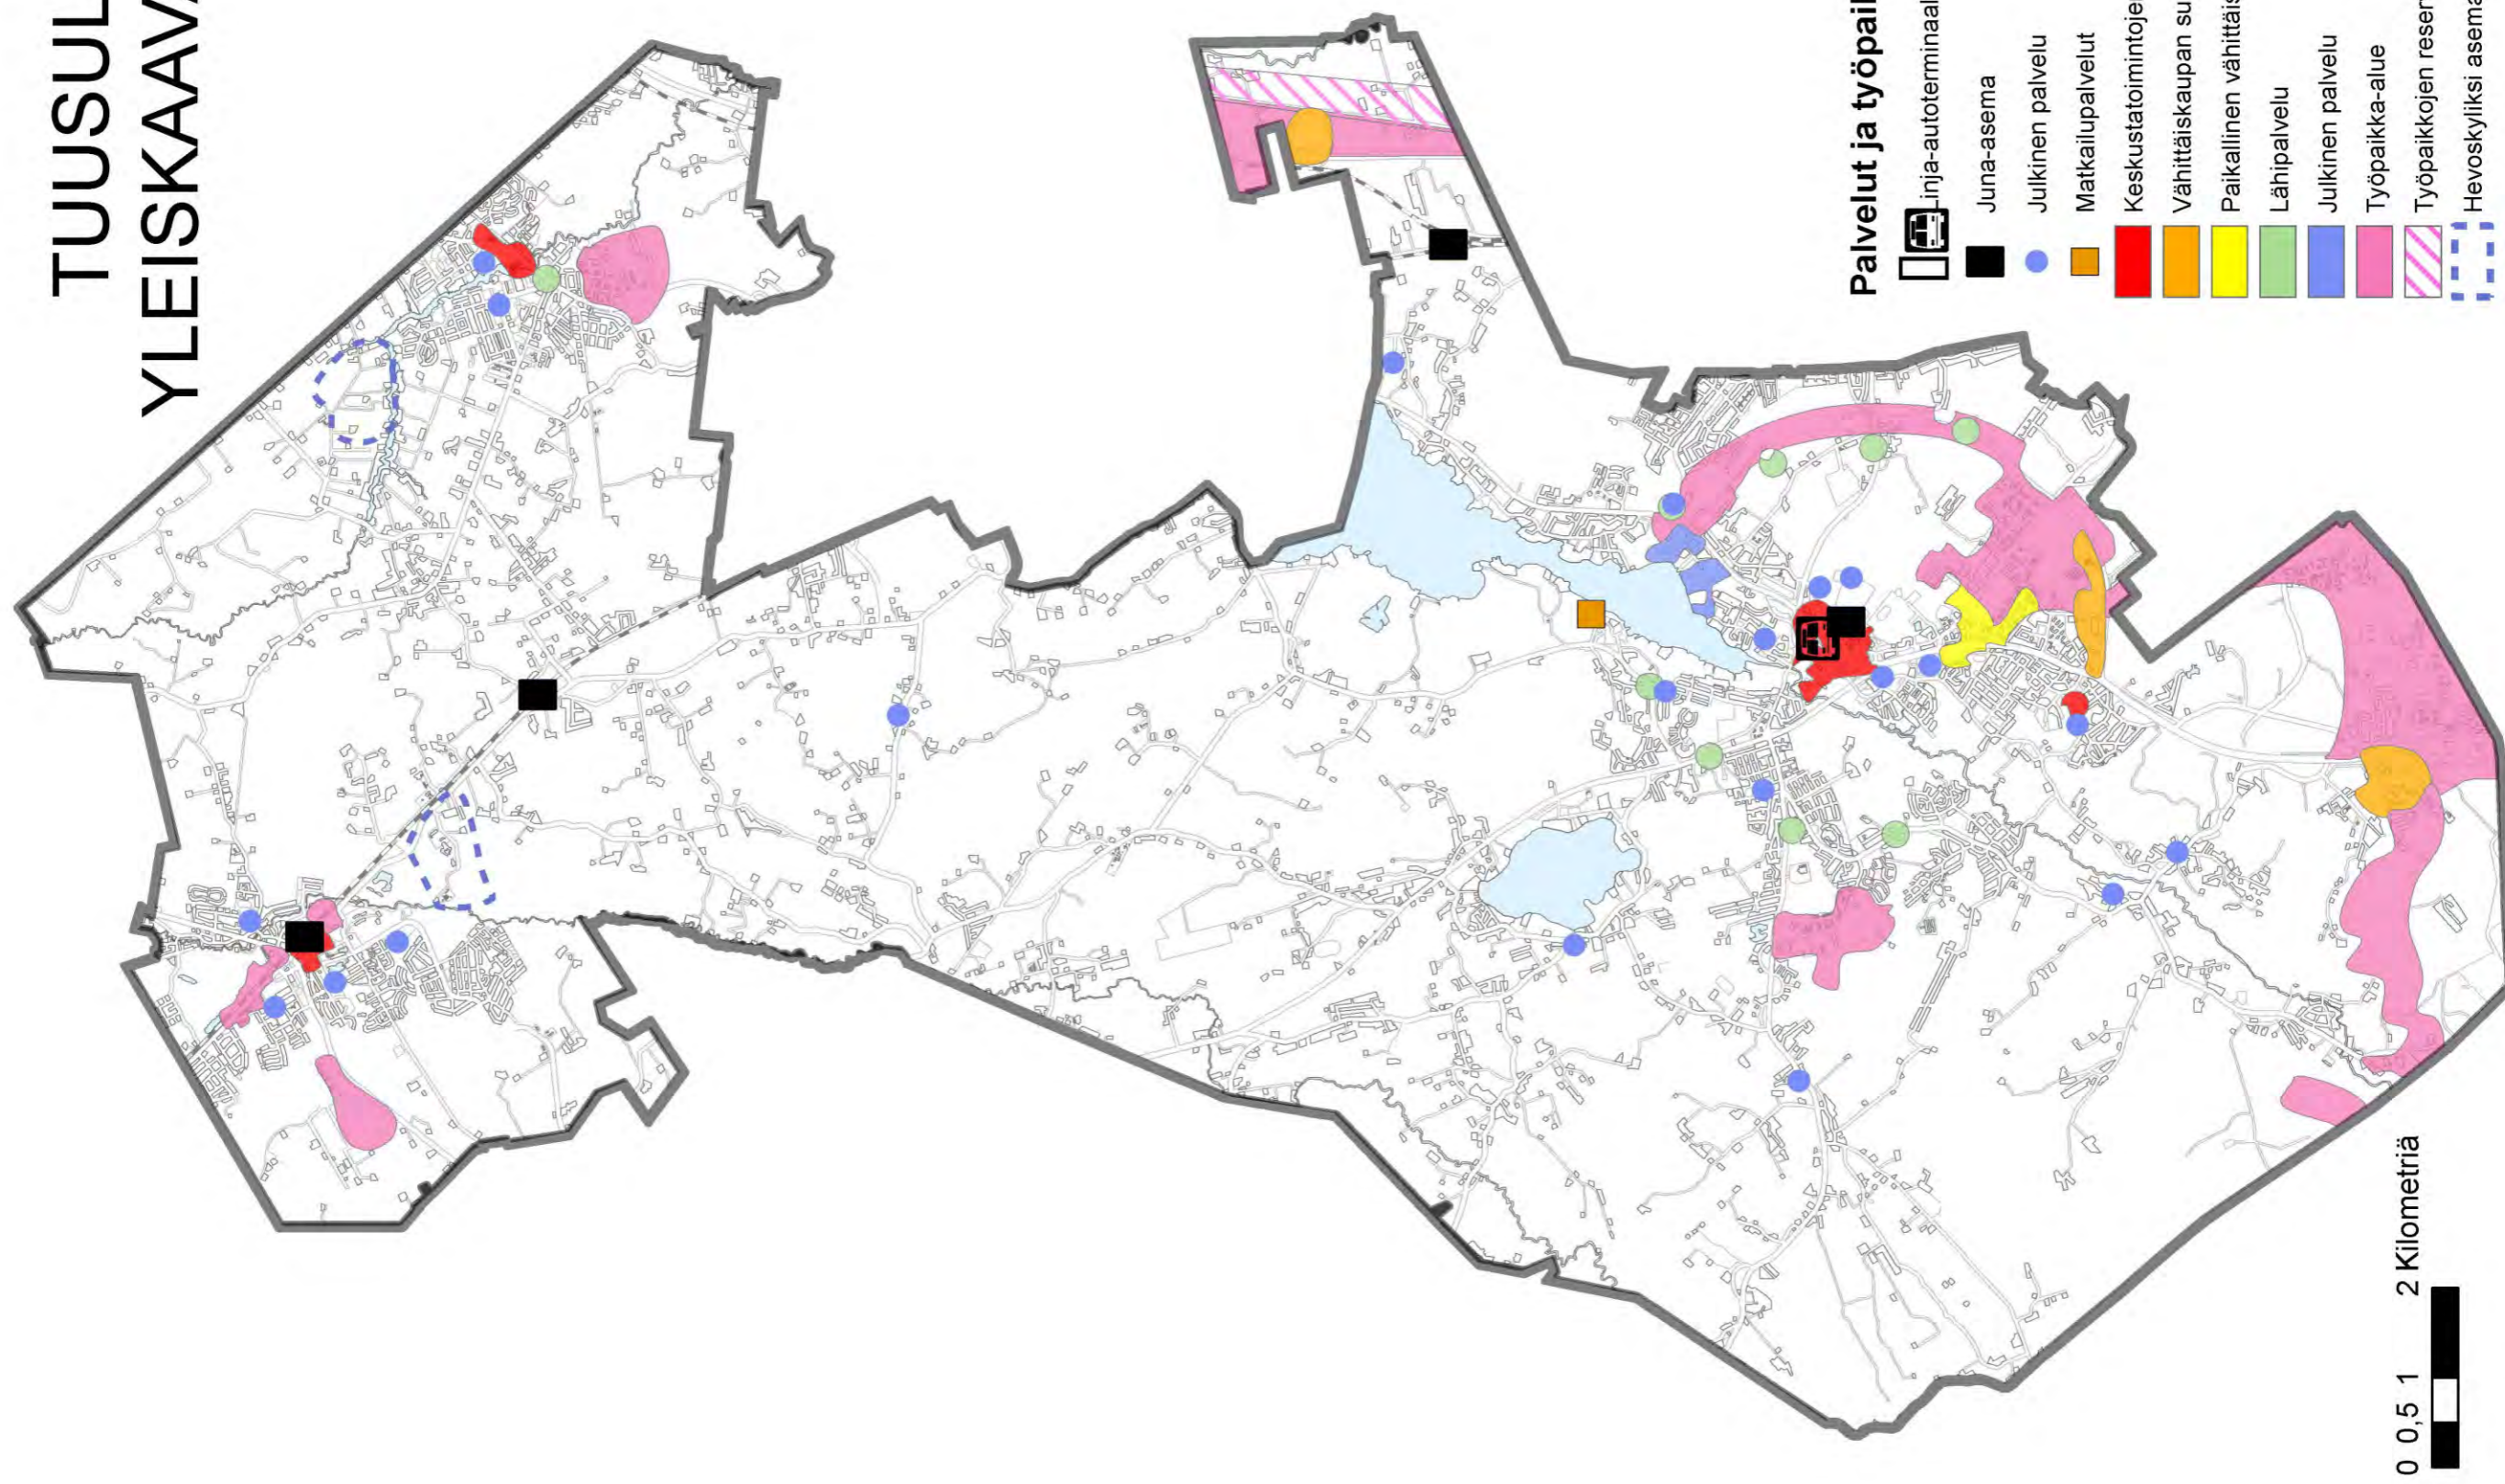 TUUSUL
YLEISKAAVA
Palvelut ja työpaik
Linja-autoterminaal
Juna-asema
Julkinen palvelu
Matkailupalvelut
Keskustatoimintoje
Vähittäiskaupan su
Paikallinen vähittäis
Lähipalvelu
Julkinen palvelu
Työpaikka-alue
Työpaikkojen reser
Hevoskyliksi asema
0 0,5 1 2 Kilometriä